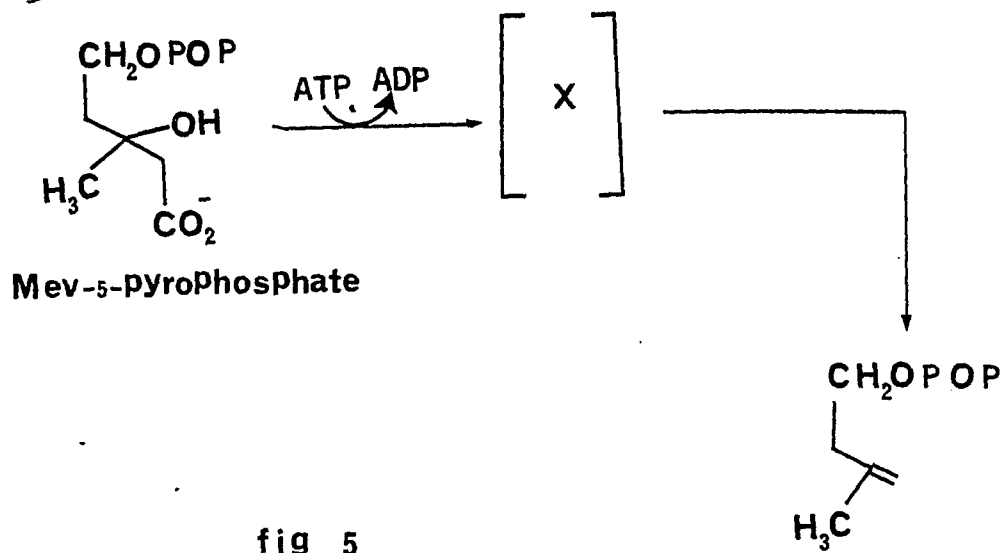 CH₂OPOP
ATP ADP
X
OH
H₃C
CO₂⁻
Mev-5-pyrophosphate
CH₂OPOP
H₃C
fig 5